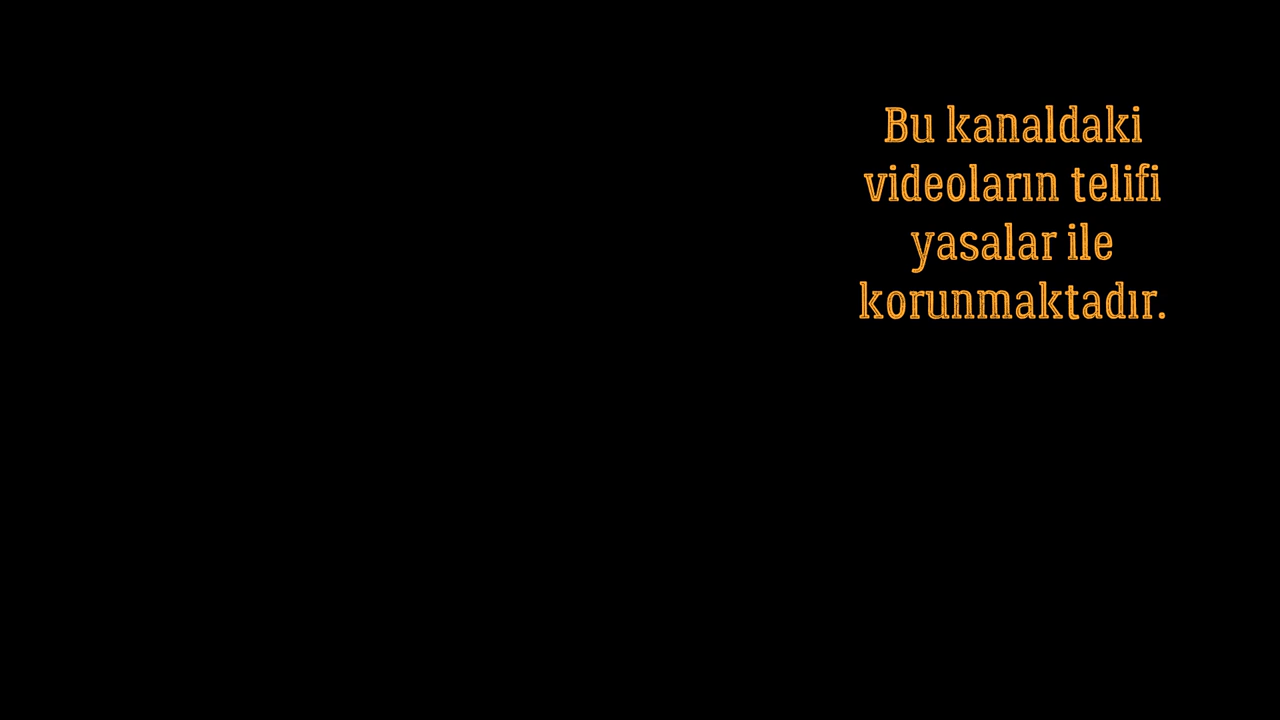 Bu kanaldaki
videoların telifi
yasalar ile
korunmaktadır.